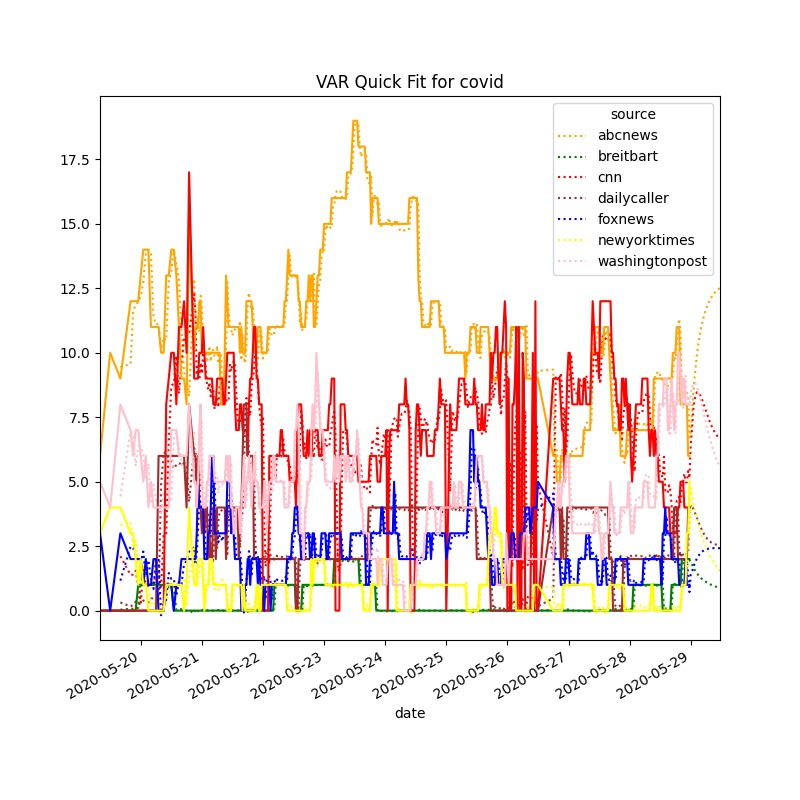 VAR Quick Fit for covid
source
abcnews
breitbart
cnn
dailycaller
foxnews
newyorktimes
washingtonpost
17.5
15.0
12.5
10.0
7.5
5.0
2.5
0.0
2020-05-20
2020-05-21
2020-05-22
2020-05-23
2020-05-24
2020-05-25
2020-05-26
2020-05-27
2020-05-28
2020-05-29
date